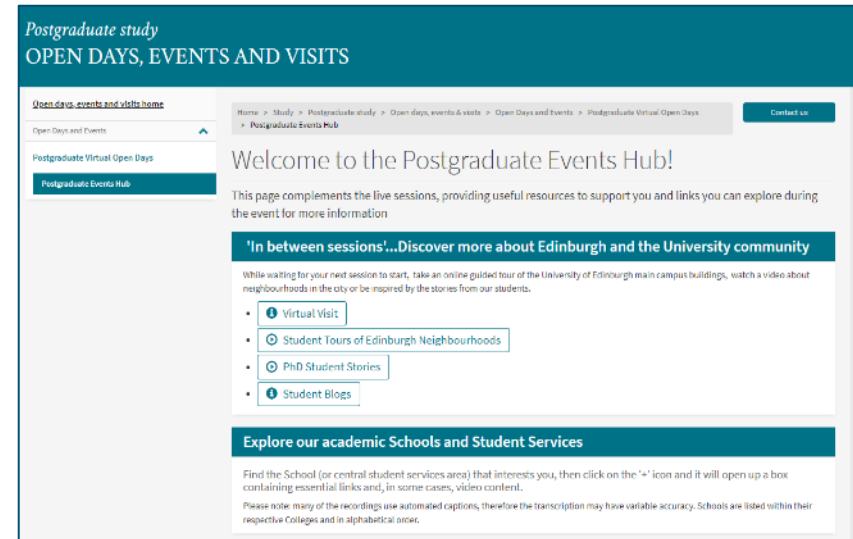 Postgraduate study
OPEN DAYS, EVENTS AND VISITS
Open days, events and visits home
Open Days and Events
Postgraduate Virtual Open Days
Postgraduate Events Hub
Home > Study > Postgraduate study > Open days, events & visits > Open Days and Events > Postgraduate Virtual Open Days
> Postgraduate Events Hub
Contact us
Welcome to the Postgraduate Events Hub!
This page complements the live sessions, providing useful resources to support you and links you can explore during
the event for more information
'In between sessions'...Discover more about Edinburgh and the University community
While waiting for your next session to start, take an online guided tour of the University of Edinburgh main campus buildings, watch a video about
neighbourhoods in the city or be inspired by the stories from our students.
Virtual Visit
Student Tours of Edinburgh Neighbourhoods
PhD Student Stories
Student Blogs
Explore our academic Schools and Student Services
Find the School (or central student services area) that interests you, then click on the '+' icon and it will open up a box
containing essential links and, in some cases, video content.
Please note: many of the recordings use automated captions, therefore the transcription may have variable accuracy. Schools are listed within their
respective Colleges and in alphabetical order.